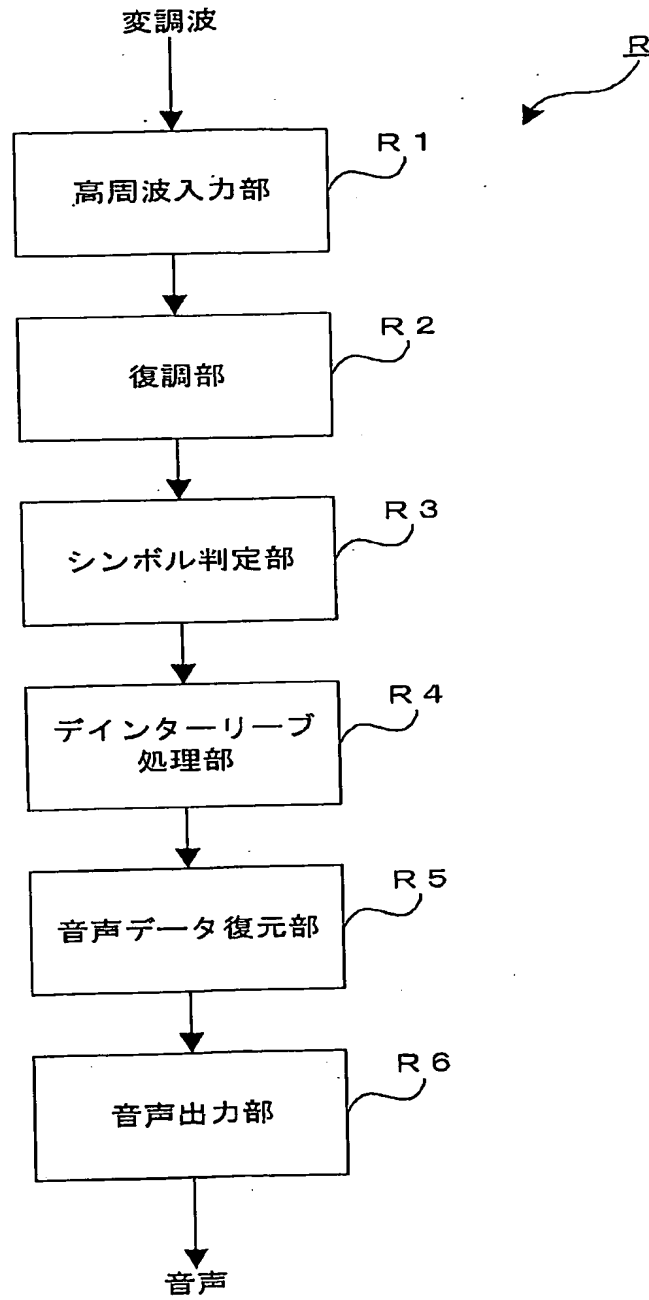 変調波
R
R1
高周波入力部
R2
復調部
R3
シンボル判定部
R4
デインターリーブ
処理部
R5
音声データ復元部
R6
音声出力部
音声